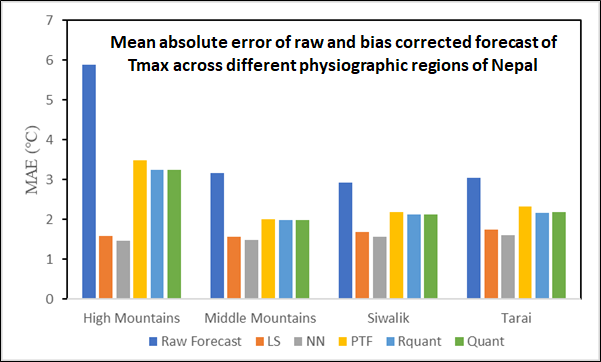 Mean absolute error of raw and bias corrected forecast of
Tmax across different physiographic regions of Nepal
MAE (°C)
7
6
5
4
3
2
1
0
High Mountains Middle Mountains Siwalik Tarai
Raw Forecast LS NN PTF Rquant Quant